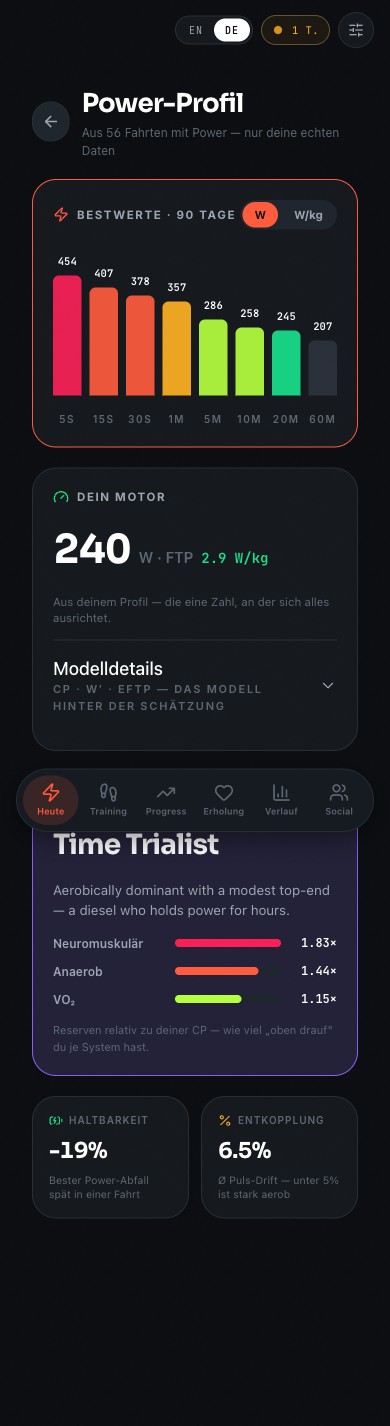 EN DE 1 T.
Power-Profil
Aus 56 Fahrten mit Power — nur deine echten
Daten
BESTWERTE · 90 TAGE W W/kg
454
407
378
357
286
258
245
207
5S 15S 30S 1M 5M 10M 20M 60M
DEIN MOTOR
240 W · FTP 2.9 W/kg
Aus deinem Profil — die eine Zahl, an der sich alles
ausrichtet.
Modelldetails
CP · W' · EFTP — DAS MODELL
HINTER DER SCHÄTZUNG
Heute Training Progress Erholung Verlauf Social
Time Trialist
Aerobically dominant with a modest top-end
— a diesel who holds power for hours.
Neuromuskulär 1.83×
Anaerob 1.44×
VO₂ 1.15×
Reserven relativ zu deiner CP — wie viel „oben drauf“
du je System hast.
HALTBARKEIT
-19%
Bester Power-Abfall
spät in einer Fahrt
ENTKOPPLUNG
6.5%
Ø Puls-Drift — unter 5%
ist stark aerob